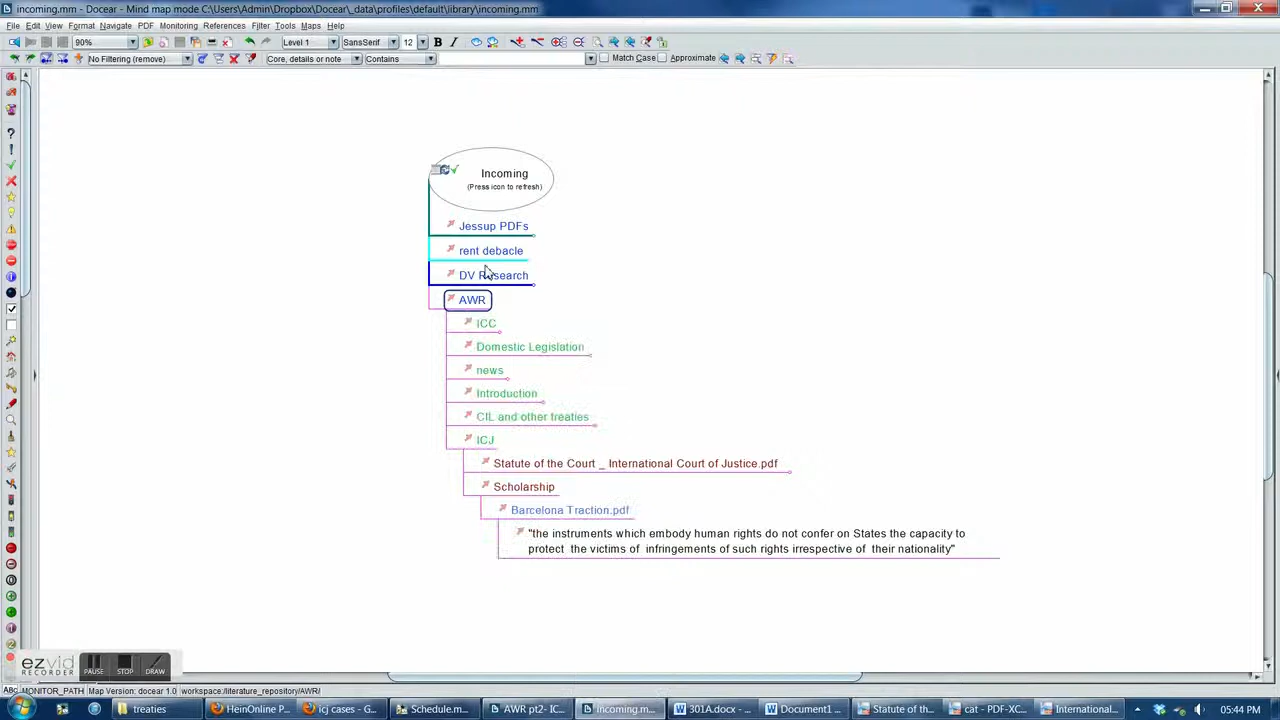 incoming.mm - Docear - Mind map mode C:\Users\Admin\Dropbox\Docear\_data\profiles\default\library\incoming.mm
File Edit View Format Navigate PDF Monitoring References Filter Tools Maps Help
90% Level 1 SansSerif 12 B I
No Filtering (remove) Core, details or note Contains Match Case Approximate
Incoming
(Press icon to refresh)
Jessup PDFs
rent debacle
DV Research
AWR
ICC
Domestic Legislation
news
Introduction
CIL and other treaties
ICJ
Statute of the Court _ International Court of Justice.pdf
Scholarship
Barcelona Traction.pdf
"the instruments which embody human rights do not confer on States the capacity to
protect the victims of infringements of such rights irrespective of their nationality"
ezvid
RECORDER
PAUSE STOP DRAW
ABC MONITOR_PATH Map Version: docear 1.0 workspace:/literature_repository/AWR/
treaties HeinOnline P... icj cases - G... Schedule.m... AWR pt2- IC... incoming.m... 301A.docx - ... Document1 ... Statute of th... cat - PDF-XC... International... 05:44 PM